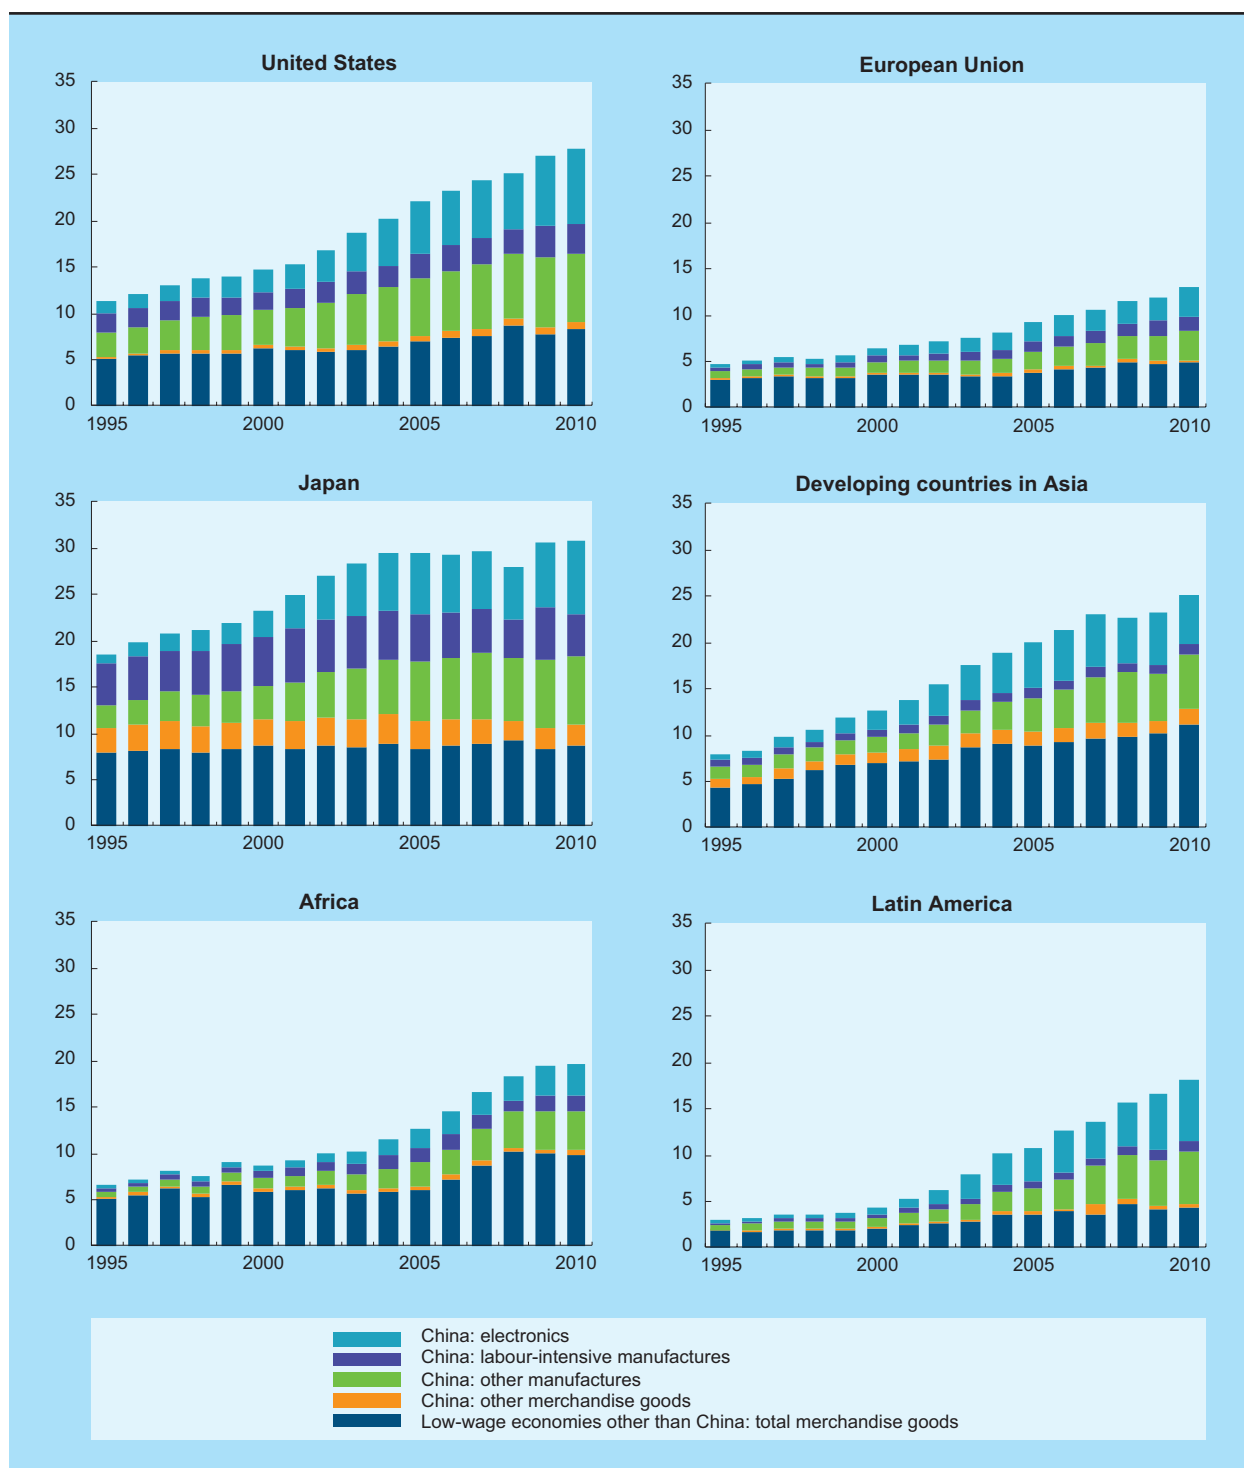 United States
35
30
25
20
15
10
5
0
1995 2000 2005 2010
European Union
35
30
25
20
15
10
5
0
1995 2000 2005 2010
Japan
35
30
25
20
15
10
5
0
1995 2000 2005 2010
Developing countries in Asia
35
30
25
20
15
10
5
0
1995 2000 2005 2010
Africa
35
30
25
20
15
10
5
0
1995 2000 2005 2010
Latin America
35
30
25
20
15
10
5
0
1995 2000 2005 2010
China: electronics
China: labour-intensive manufactures
China: other manufactures
China: other merchandise goods
Low-wage economies other than China: total merchandise goods